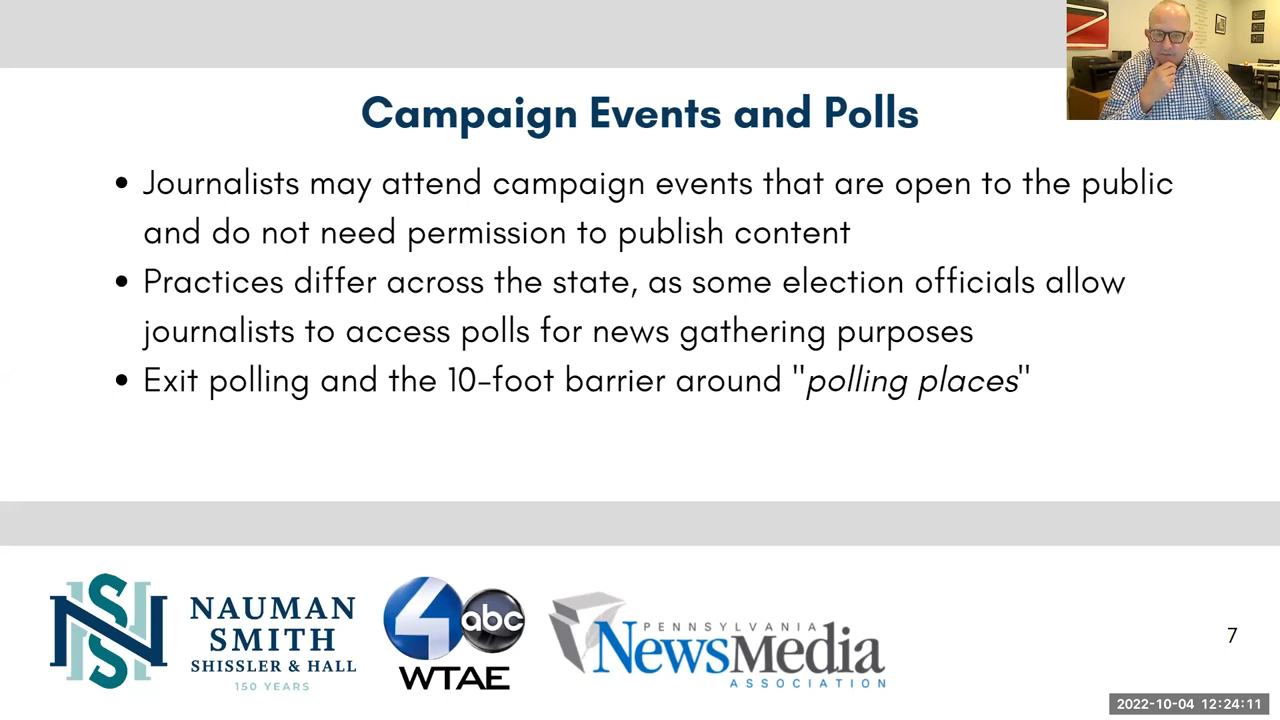 Campaign Events and Polls
• Journalists may attend campaign events that are open to the public
and do not need permission to publish content
• Practices differ across the state, as some election officials allow
journalists to access polls for news gathering purposes
• Exit polling and the 10-foot barrier around "polling places"
NAUMAN
SMITH
SHISSLER & HALL
150 YEARS
4 abc
WTAE
PENNSYLVANIA
NewsMedia
ASSOCIATION
7
2022-10-04 12:24:11